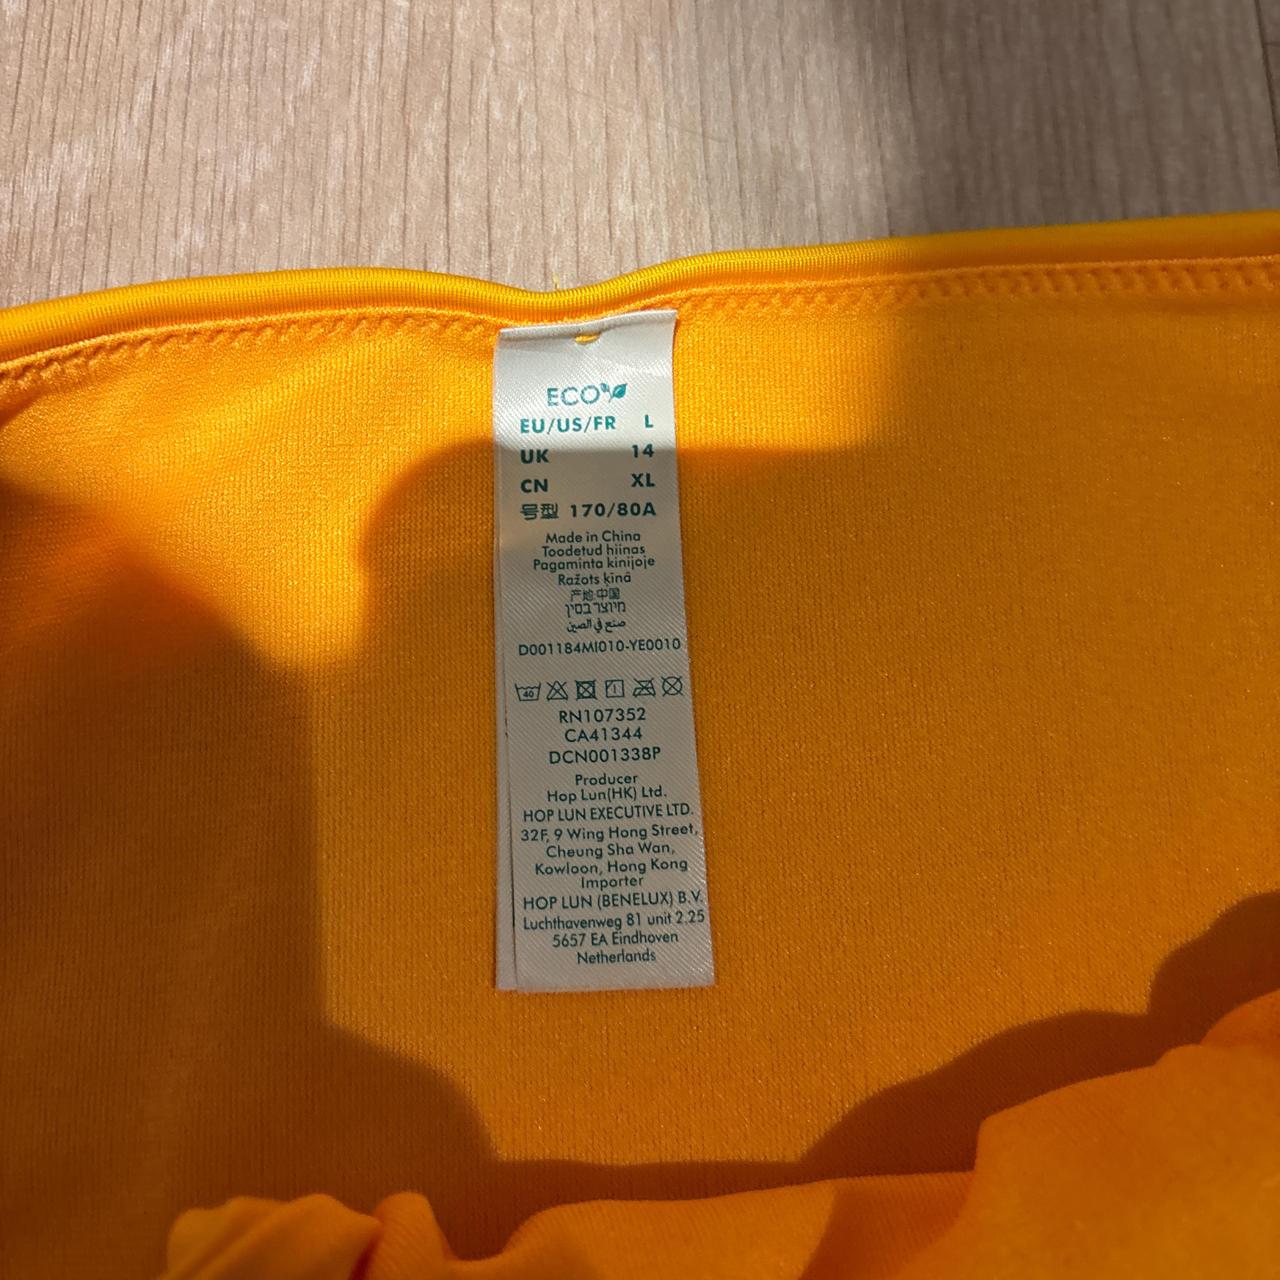 ECO
EU/US/FR L
UK 14
CN XL
号型 170/80A
Made in China
Toodetud hiinas
Pagaminta kinijoje
Ražots ķīnā
产地:中国
מיוצר בסין
صنع في الصين
D001184MI010-YE0010
40
RN107352
CA41344
DCN001338P
Producer
Hop Lun(HK) Ltd.
HOP LUN EXECUTIVE LTD.
32F, 9 Wing Hong Street,
Cheung Sha Wan,
Kowloon, Hong Kong
Importer
HOP LUN (BENELUX) B.V.
Luchthavenweg 81 unit 2.25
5657 EA Eindhoven
Netherlands